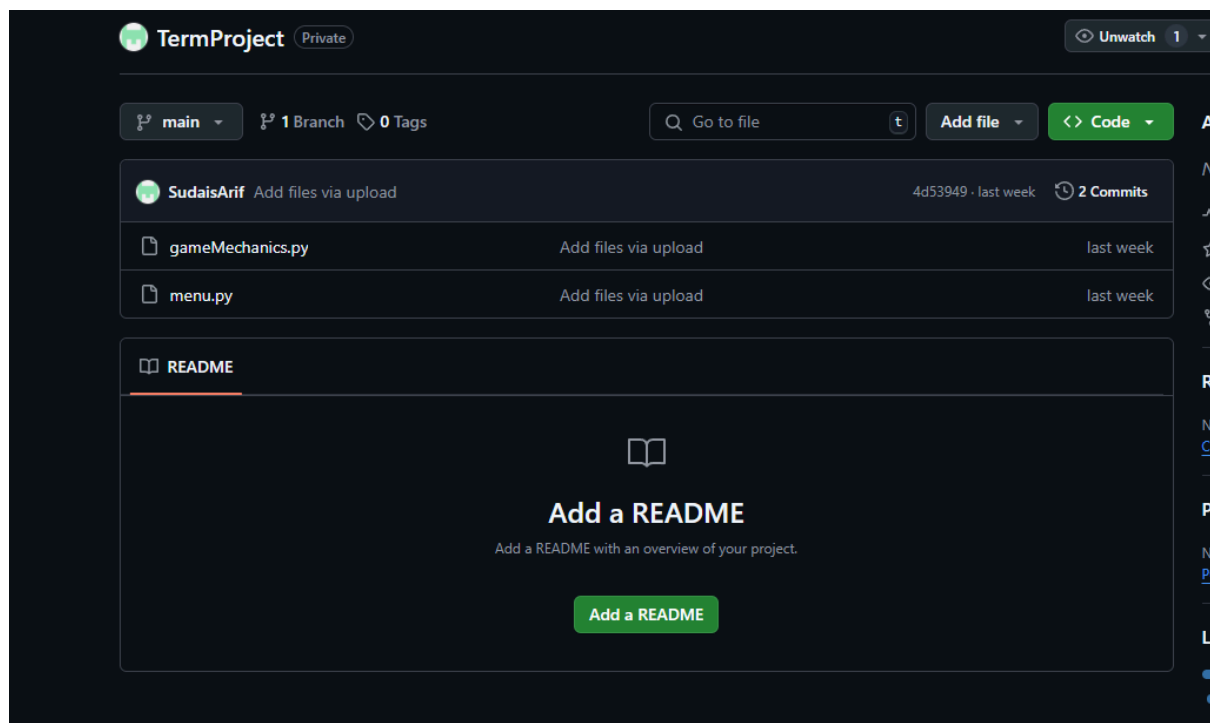 TermProject Private Unwatch 1
main 1 Branch 0 Tags Go to file t Add file <> Code
SudaisArif Add files via upload 4d53949 · last week 2 Commits
gameMechanics.py Add files via upload last week
menu.py Add files via upload last week
README
Add a README
Add a README with an overview of your project.
Add a README